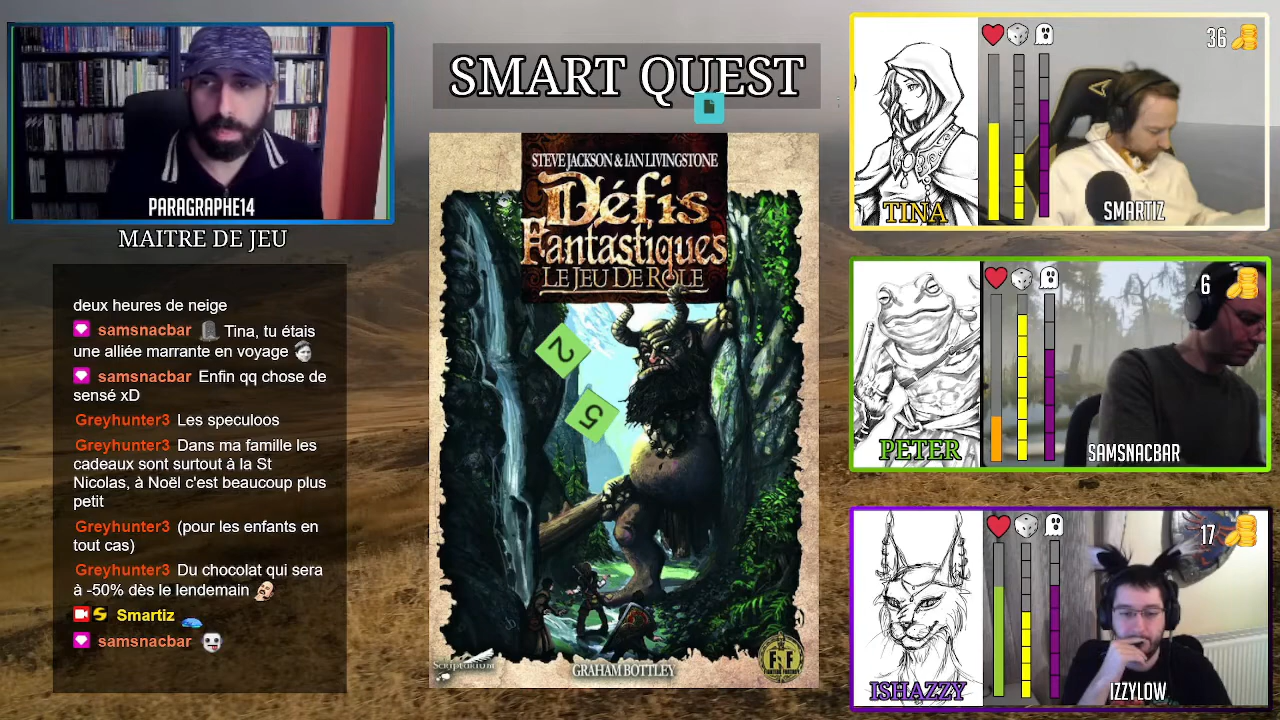 SMART QUEST
PARAGRAPHE14
MAITRE DE JEU
deux heures de neige
samsnacbar Tina, tu étais
une alliée marrante en voyage
samsnacbar Enfin qq chose de
sensé xD
Greyhunter3 Les speculoos
Greyhunter3 Dans ma famille les
cadeaux sont surtout à la St
Nicolas, à Noël c'est beaucoup plus
petit
Greyhunter3 (pour les enfants en
tout cas)
Greyhunter3 Du chocolat qui sera
à -50% dès le lendemain
Smartiz
samsnacbar
STEVE JACKSON & IAN LIVINGSTONE
Défis
Fantastiques
LE JEU DE RÔLE
2
5
Scriptarium
GRAHAM BOTTLEY
FF
36
TINA
SMARTIZ
6
PETER
SAMSNACBAR
17
ISHAZZY
IZZYLOW